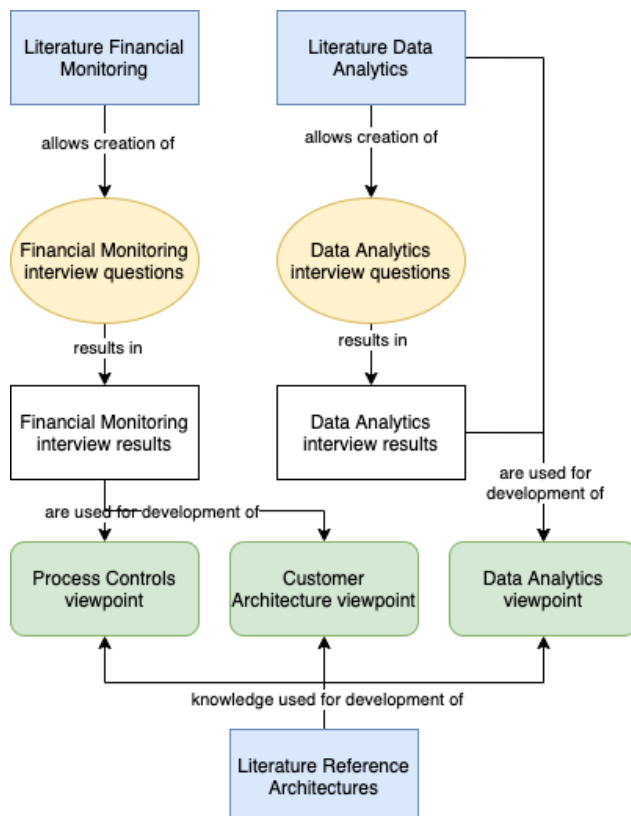 Literature Financial
Monitoring
Literature Data
Analytics
allows creation of
allows creation of
Financial Monitoring
interview questions
Data Analytics
interview questions
results in
results in
Financial Monitoring
interview results
Data Analytics
interview results
are used for
development of
are used for development of
Process Controls
viewpoint
Customer
Architecture viewpoint
Data Analytics
viewpoint
knowledge used for development of
Literature Reference
Architectures